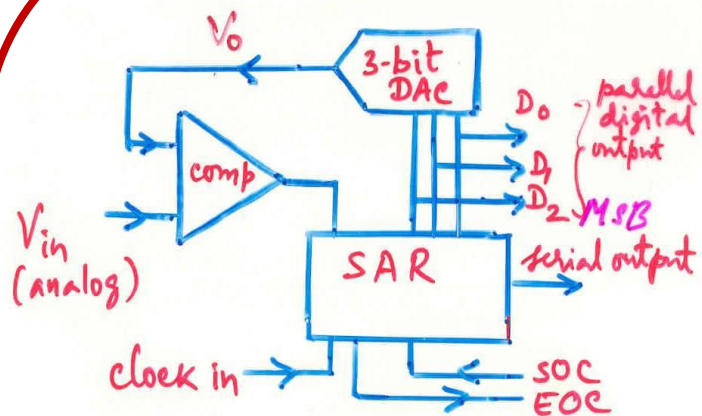 V₀
3-bit
DAC
D₀
parallel
digital
output
comp
D₁
D₂ MSB
Vin
(analog)
SAR
serial output
clock in
SOC
EOC